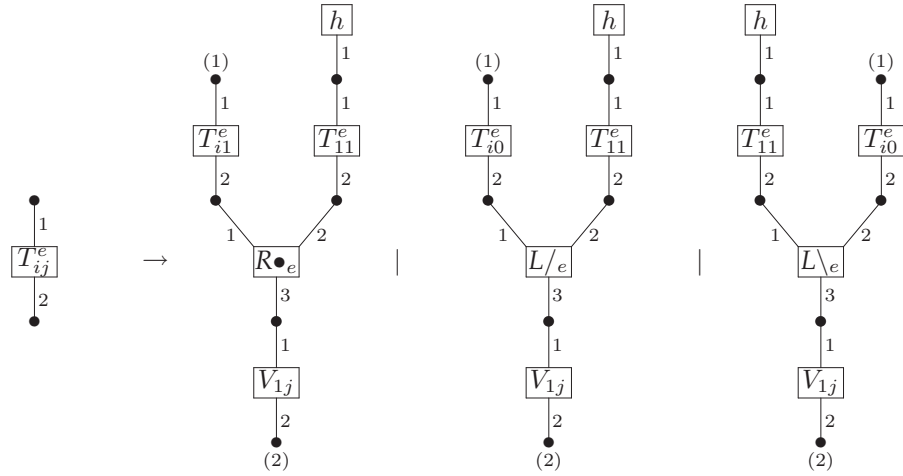 h h h
1 1 1
(1) (1) (1)
1 1 1 1 1 1
T^e_{i1} T^e_{11} T^e_{i0} T^e_{11} T^e_{11} T^e_{i0}
2 2 2 2 2 2
1
1 2 1 2 1 2
T^e_{ij} → R●_e | L/_e | L\_e
2
3 3 3
1 1 1
V_{1j} V_{1j} V_{1j}
2 2 2
(2) (2) (2)